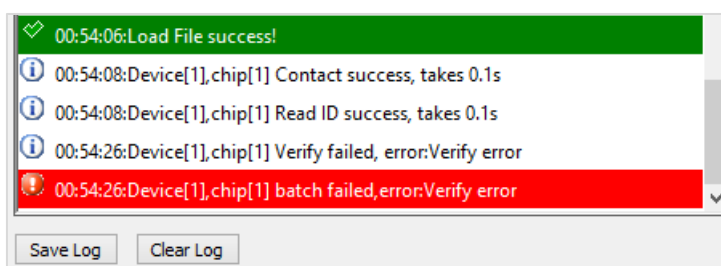 00:54:06:Load File success!
00:54:08:Device[1],chip[1] Contact success, takes 0.1s
00:54:08:Device[1],chip[1] Read ID success, takes 0.1s
00:54:26:Device[1],chip[1] Verify failed, error:Verify error
00:54:26:Device[1],chip[1] batch failed,error:Verify error
Save Log Clear Log